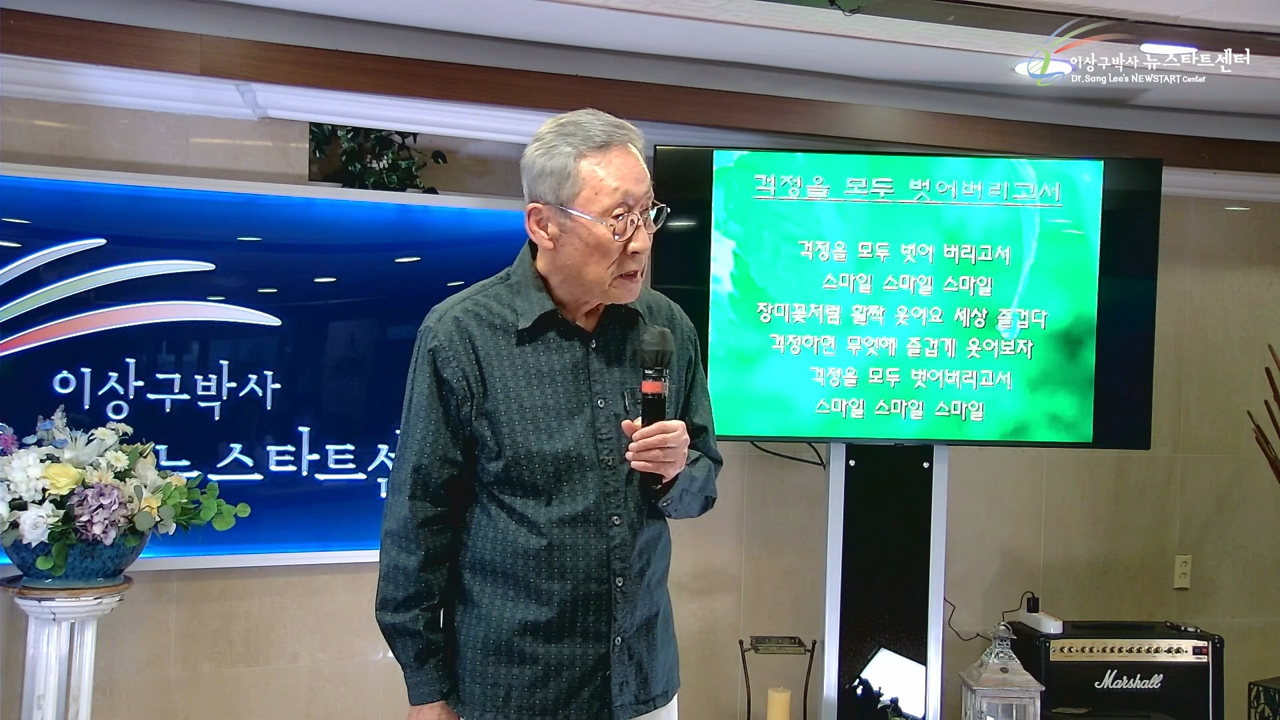 이상구박사 뉴스타트센터
Dr. Sang Lee's NEWSTART Center
걱정을 모두 벗어버리고서
걱정을 모두 벗어 버리고서
스마일 스마일 스마일
장미꽃처럼 활짝 웃어요 세상 즐겁다
걱정하면 무엇해 즐겁게 웃어보자
걱정을 모두 벗어버리고서
스마일 스마일 스마일
이상구박사
뉴스타트센
Marshall